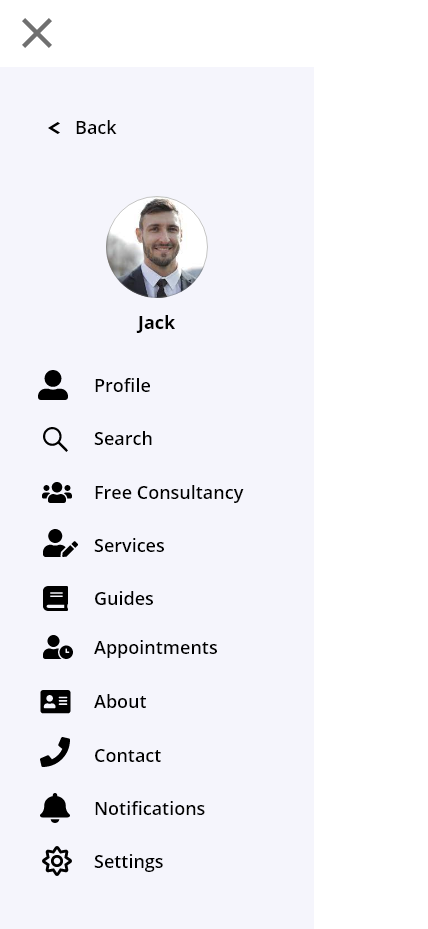 Back
Jack
Profile
Search
Free Consultancy
Services
Guides
Appointments
About
Contact
Notifications
Settings